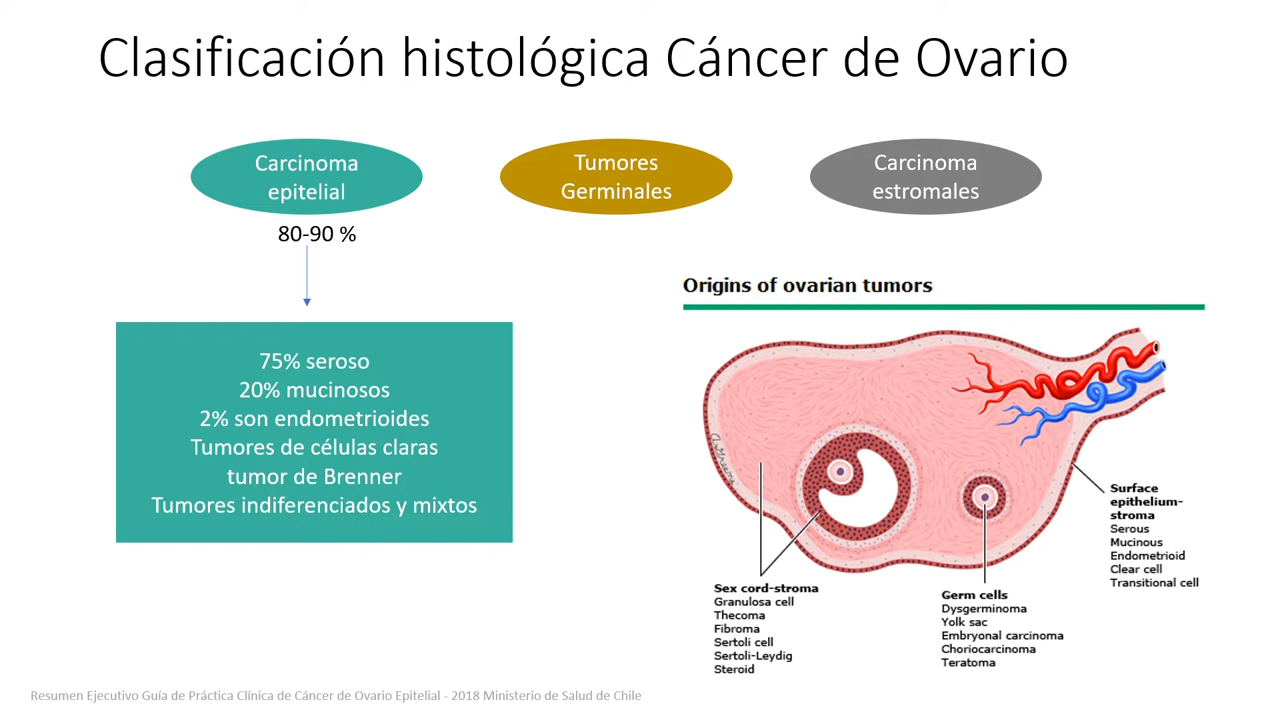 Clasificación histológica Cáncer de Ovario
Carcinoma
epitelial
Tumores
Germinales
Carcinoma
estromales
80-90 %
75% seroso
20% mucinosos
2% son endometrioides
Tumores de células claras
tumor de Brenner
Tumores indiferenciados y mixtos
Origins of ovarian tumors
Surface
epithelium-
stroma
Serous
Mucinous
Endometrioid
Clear cell
Transitional cell
Sex cord-stroma
Granulosa cell
Thecoma
Fibroma
Sertoli cell
Sertoli-Leydig
Steroid
Germ cells
Dysgerminoma
Yolk sac
Embryonal carcinoma
Choriocarcinoma
Teratoma
Resumen Ejecutivo Guía de Práctica Clínica de Cáncer de Ovario Epitelial - 2018 Ministerio de Salud de Chile